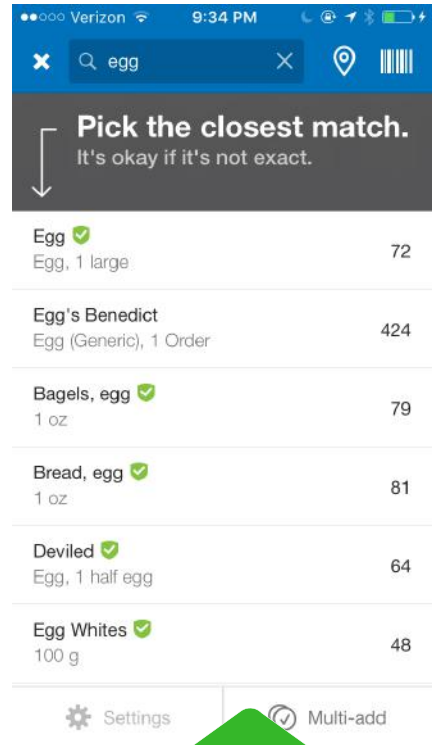 Verizon 9:34 PM
egg
Pick the closest match.
It's okay if it's not exact.
Egg
Egg, 1 large
72
Egg's Benedict
Egg (Generic), 1 Order
424
Bagels, egg
1 oz
79
Bread, egg
1 oz
81
Deviled
Egg, 1 half egg
64
Egg Whites
100 g
48
Settings
Multi-add